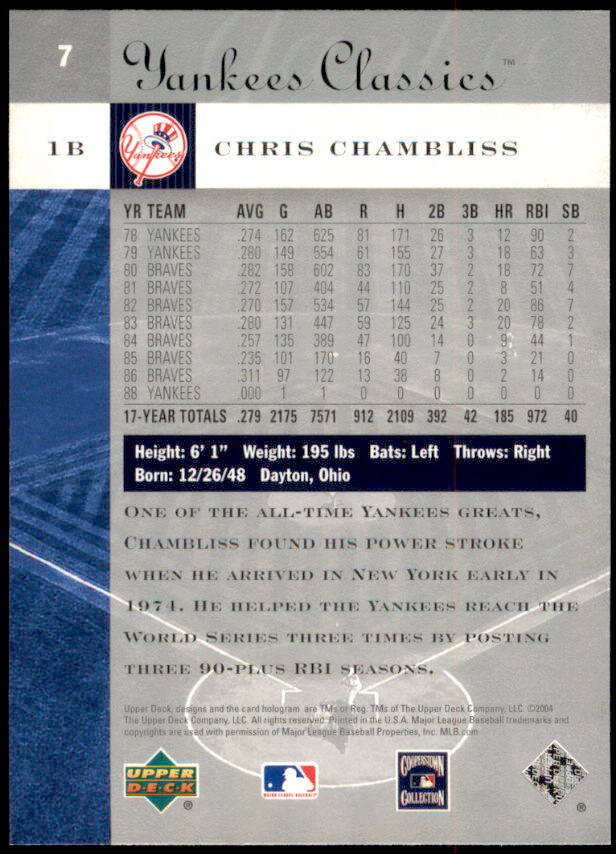 7
Yankees Classics™
1B
Yankees
CHRIS CHAMBLISS
YR TEAM AVG G AB R H 2B 3B HR RBI SB
78 YANKEES .274 162 625 81 171 26 3 12 90 2
79 YANKEES .280 149 554 61 155 27 3 18 63 3
80 BRAVES .282 158 602 83 170 37 2 18 72 7
81 BRAVES .272 107 404 44 110 25 2 8 51 4
82 BRAVES .270 157 534 57 144 25 2 20 86 7
83 BRAVES .280 131 447 59 125 24 3 20 78 2
84 BRAVES .257 135 389 47 100 14 0 9 44 1
85 BRAVES .235 101 170 16 40 7 0 3 21 0
86 BRAVES .311 97 122 13 38 8 0 2 14 0
88 YANKEES .000 1 1 0 0 0 0 0 0 0
17-YEAR TOTALS .279 2175 7571 912 2109 392 42 185 972 40
Height: 6' 1" Weight: 195 lbs Bats: Left Throws: Right
Born: 12/26/48 Dayton, Ohio
ONE OF THE ALL-TIME YANKEES GREATS,
CHAMBLISS FOUND HIS POWER STROKE
WHEN HE ARRIVED IN NEW YORK EARLY IN
1974. HE HELPED THE YANKEES REACH THE
WORLD SERIES THREE TIMES BY POSTING
THREE 90-PLUS RBI SEASONS.
Upper Deck, designs and the card hologram are TMs or Reg. TMs of The Upper Deck Company, LLC. ©2004
The Upper Deck Company, LLC. All rights reserved. Printed in the U.S.A. Major League Baseball trademarks and
copyrights are used with permission of Major League Baseball Properties, Inc. MLB.com
UPPER
DECK
®
MAJOR LEAGUE BASEBALL
COOPERSTOWN
COLLECTION
®